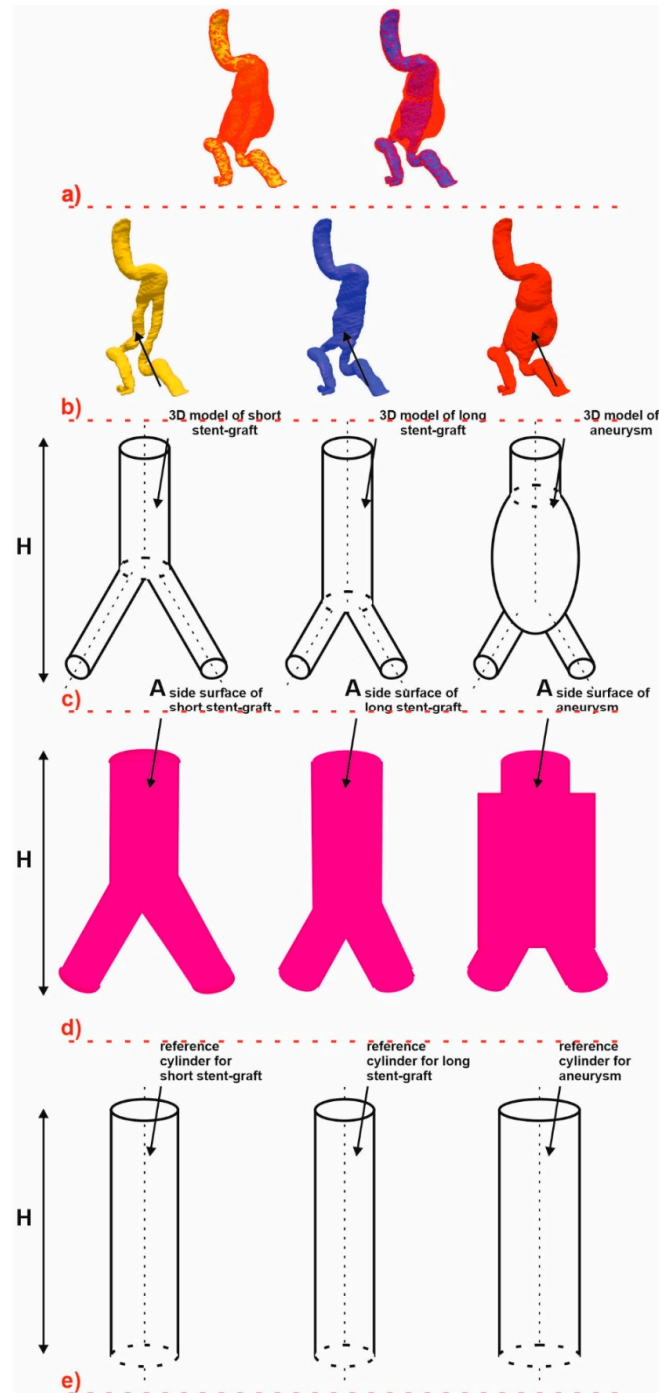 a)
b)
3D model of short
stent-graft
3D model of long
stent-graft
3D model of
aneurysm
H
c)
A side surface of
short stent-graft
A side surface of
long stent-graft
A side surface of
aneurysm
H
d)
reference
cylinder for
short stent-graft
reference
cylinder for long
stent-graft
reference
cylinder for
aneurysm
H
e)